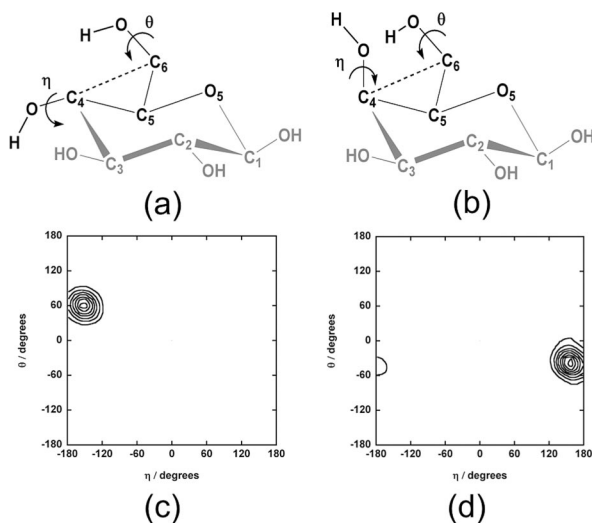 H O θ
C6
η
C4 O5
O C5
H
HO C3 C2 OH C1 OH
(a)
H O HO θ
η C6
C4 O5
C5
HO C3 C2 OH C1 OH
(b)
180
120
60
0
-60
-120
-180
θ / degrees
-180 -120 -60 0 60 120 180
η / degrees
(c)
180
120
60
0
-60
-120
-180
θ / degrees
-180 -120 -60 0 60 120 180
η / degrees
(d)